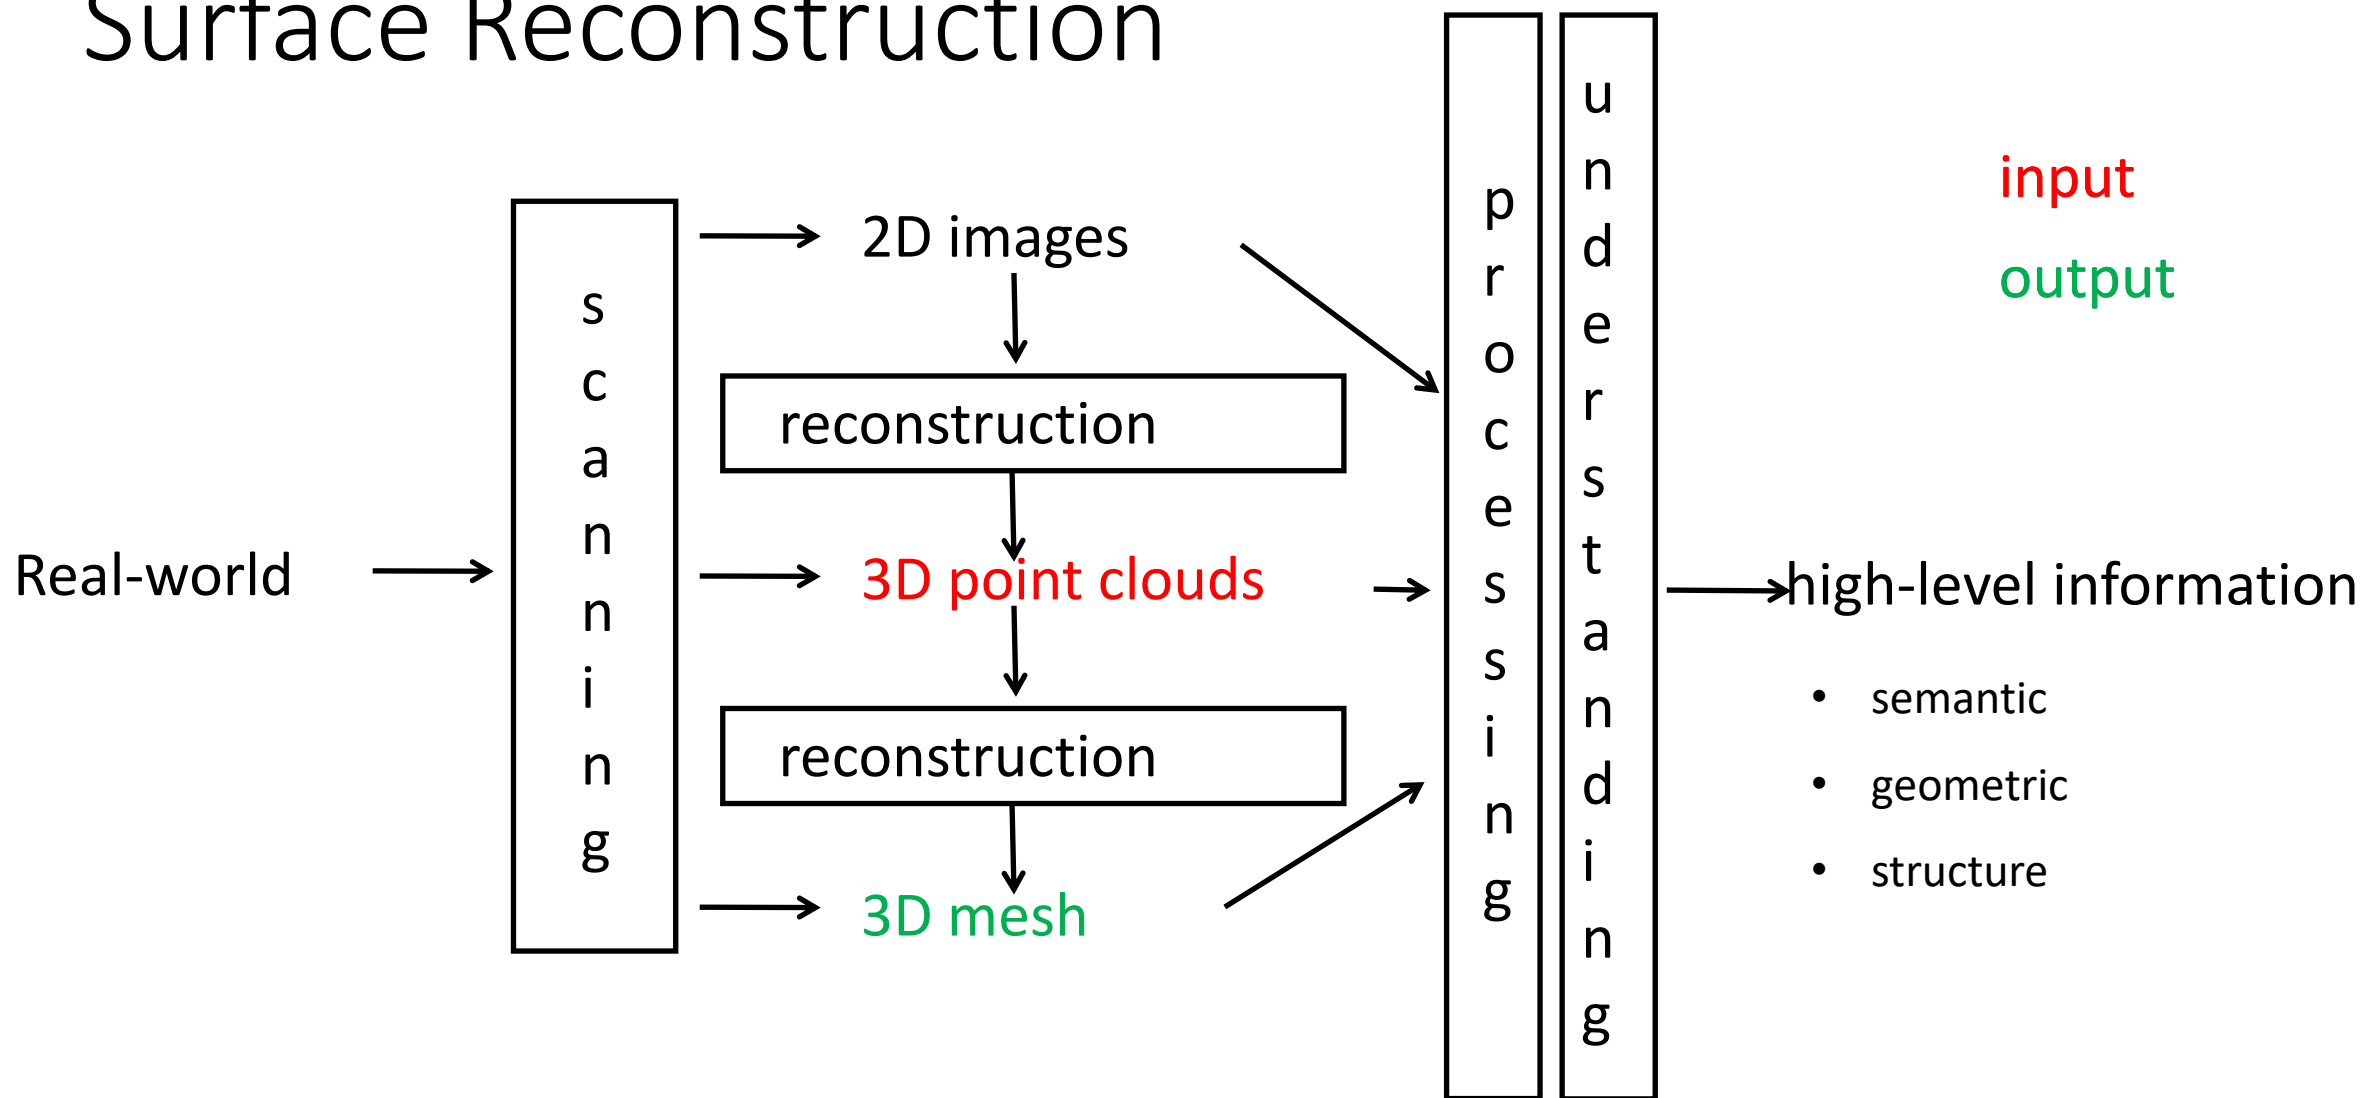 Surface Reconstruction
input
output
scanning
2D images
reconstruction
3D point clouds
reconstruction
3D mesh
Real-world
processing
understanding
high-level information
• semantic
• geometric
• structure